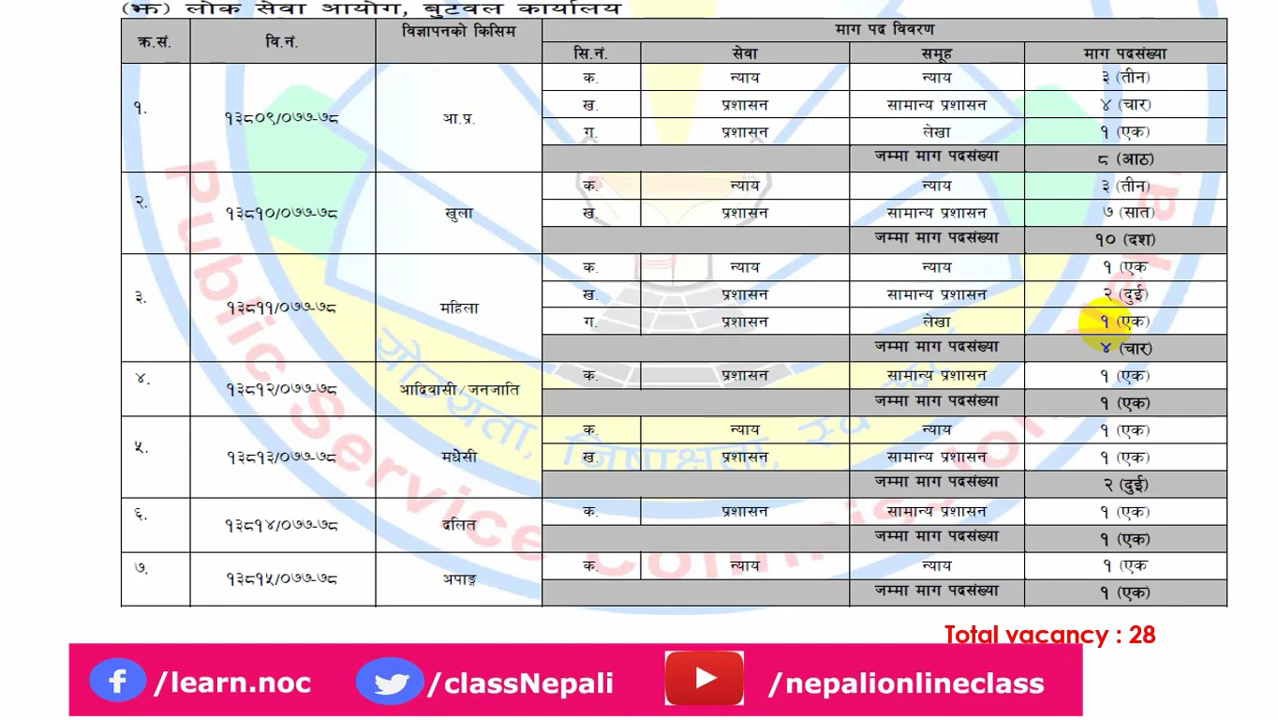 (झ) लोक सेवा आयोग, बुटवल कार्यालय
क्र.सं. वि.नं. विज्ञापनको किसिम माग पद विवरण
सि.नं. सेवा समूह माग पदसंख्या
१. १३८०९/०७७-७८ आ.प्र. क. न्याय न्याय ३ (तीन)
ख. प्रशासन सामान्य प्रशासन ४ (चार)
ग. प्रशासन लेखा १ (एक)
जम्मा माग पदसंख्या ८ (आठ)
२. १३८१०/०७७-७८ खुला क. न्याय न्याय ३ (तीन)
ख. प्रशासन सामान्य प्रशासन ७ (सात)
जम्मा माग पदसंख्या १० (दश)
३. १३८११/०७७-७८ महिला क. न्याय न्याय १ (एक
ख. प्रशासन सामान्य प्रशासन २ (दुई)
ग. प्रशासन लेखा १ (एक)
जम्मा माग पदसंख्या ४ (चार)
४. १३८१२/०७७-७८ आदिवासी/जनजाति क. प्रशासन सामान्य प्रशासन १ (एक)
जम्मा माग पदसंख्या १ (एक)
५. १३८१३/०७७-७८ मधेसी क. न्याय न्याय १ (एक)
ख. प्रशासन सामान्य प्रशासन १ (एक)
जम्मा माग पदसंख्या २ (दुई)
६. १३८१४/०७७-७८ दलित क. प्रशासन सामान्य प्रशासन १ (एक)
जम्मा माग पदसंख्या १ (एक)
७. १३८१५/०७७-७८ अपाङ्ग क. न्याय न्याय १ (एक
जम्मा माग पदसंख्या १ (एक)
Total vacancy : 28
/learn.noc /classNepali /nepalionlineclass
Public Service Commis
योग्यता, निष्पक्षता,